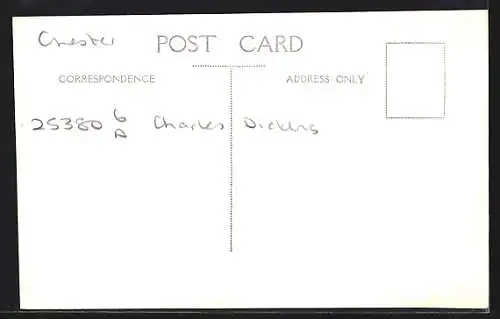 Chester
POST CARD
CORRESPONDENCE
ADDRESS ONLY
25380 6/A Charles Dickens